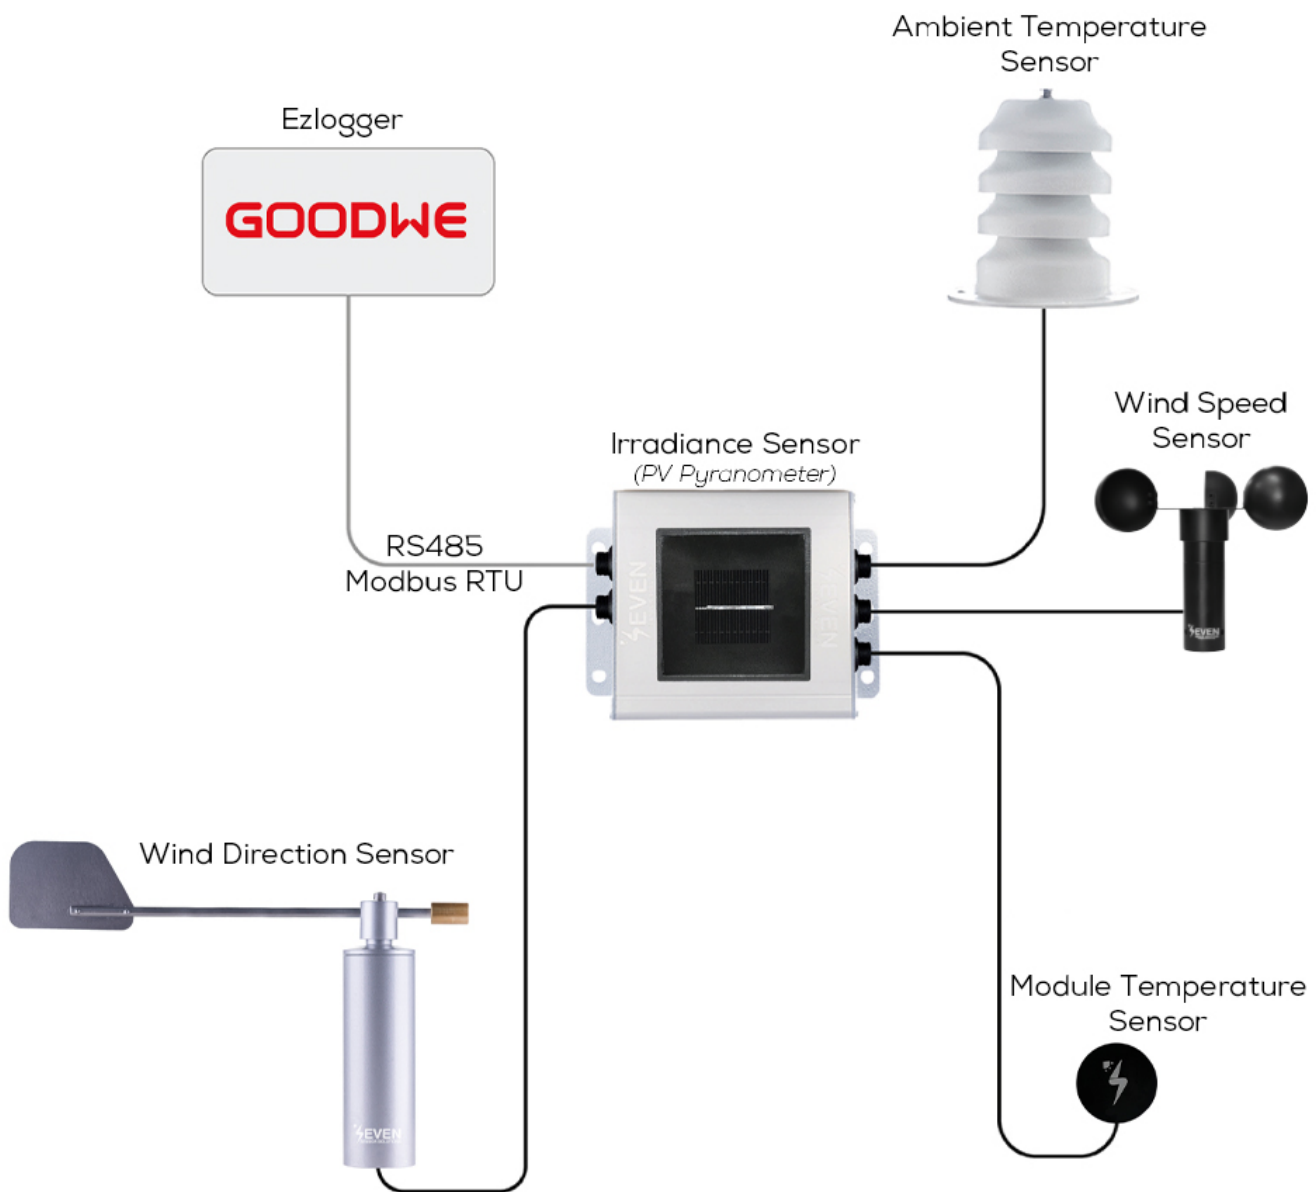 Ambient Temperature
Sensor
Ezlogger
GOODWE
Wind Speed
Sensor
Irradiance Sensor
(PV Pyranometer)
RS485
Modbus RTU
SEVEN
SEVEN
SEVEN
Wind Direction Sensor
Module Temperature
Sensor
SEVEN